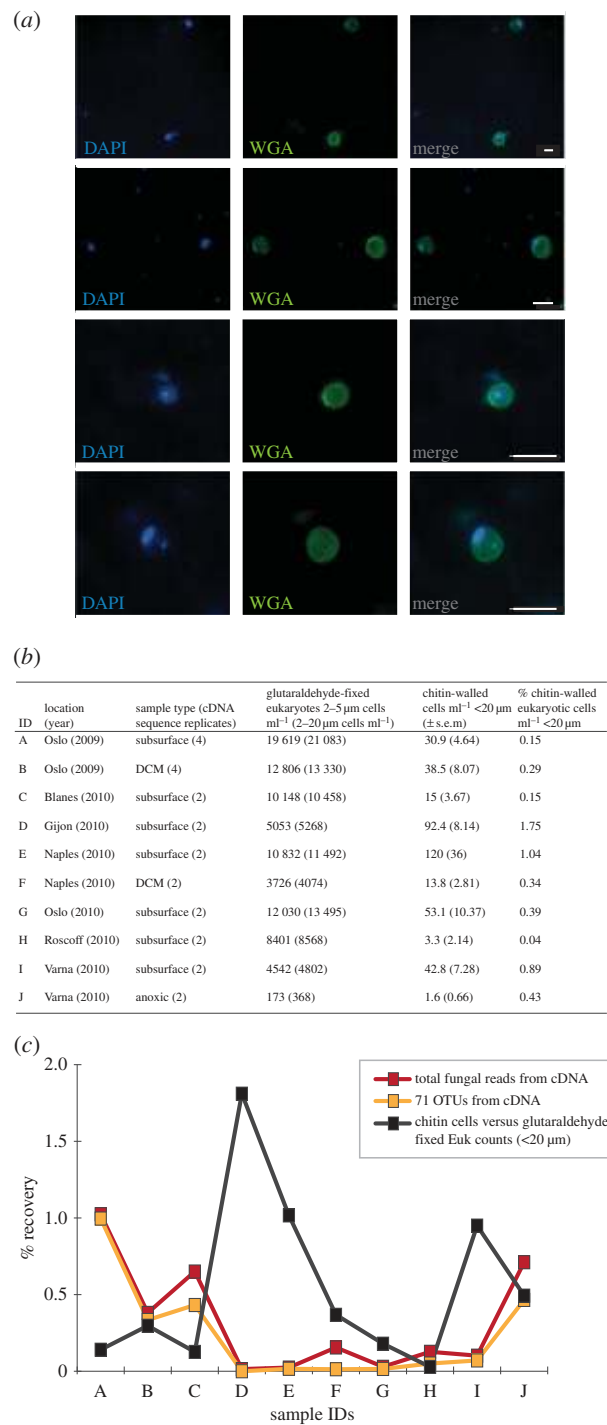 (a)
DAPI WGA merge
DAPI WGA merge
DAPI WGA merge
DAPI WGA merge
(b)
ID location (year) sample type (cDNA sequence replicates) glutaraldehyde-fixed eukaryotes 2–5 µm cells ml⁻¹ (2–20 µm cells ml⁻¹) chitin-walled cells ml⁻¹ <20 µm (± s.e.m) % chitin-walled eukaryotic cells ml⁻¹ <20 µm
A Oslo (2009) subsurface (4) 19 619 (21 083) 30.9 (4.64) 0.15
B Oslo (2009) DCM (4) 12 806 (13 330) 38.5 (8.07) 0.29
C Blanes (2010) subsurface (2) 10 148 (10 458) 15 (3.67) 0.15
D Gijon (2010) subsurface (2) 5053 (5268) 92.4 (8.14) 1.75
E Naples (2010) subsurface (2) 10 832 (11 492) 120 (36) 1.04
F Naples (2010) DCM (2) 3726 (4074) 13.8 (2.81) 0.34
G Oslo (2010) subsurface (2) 12 030 (13 495) 53.1 (10.37) 0.39
H Roscoff (2010) subsurface (2) 8401 (8568) 3.3 (2.14) 0.04
I Varna (2010) subsurface (2) 4542 (4802) 42.8 (7.28) 0.89
J Varna (2010) anoxic (2) 173 (368) 1.6 (0.66) 0.43
(c)
total fungal reads from cDNA
71 OTUs from cDNA
chitin cells versus glutaraldehyde
fixed Euk counts (<20 µm)
% recovery
2.0
1.5
1.0
0.5
0
A B C D E F G H I J
sample IDs